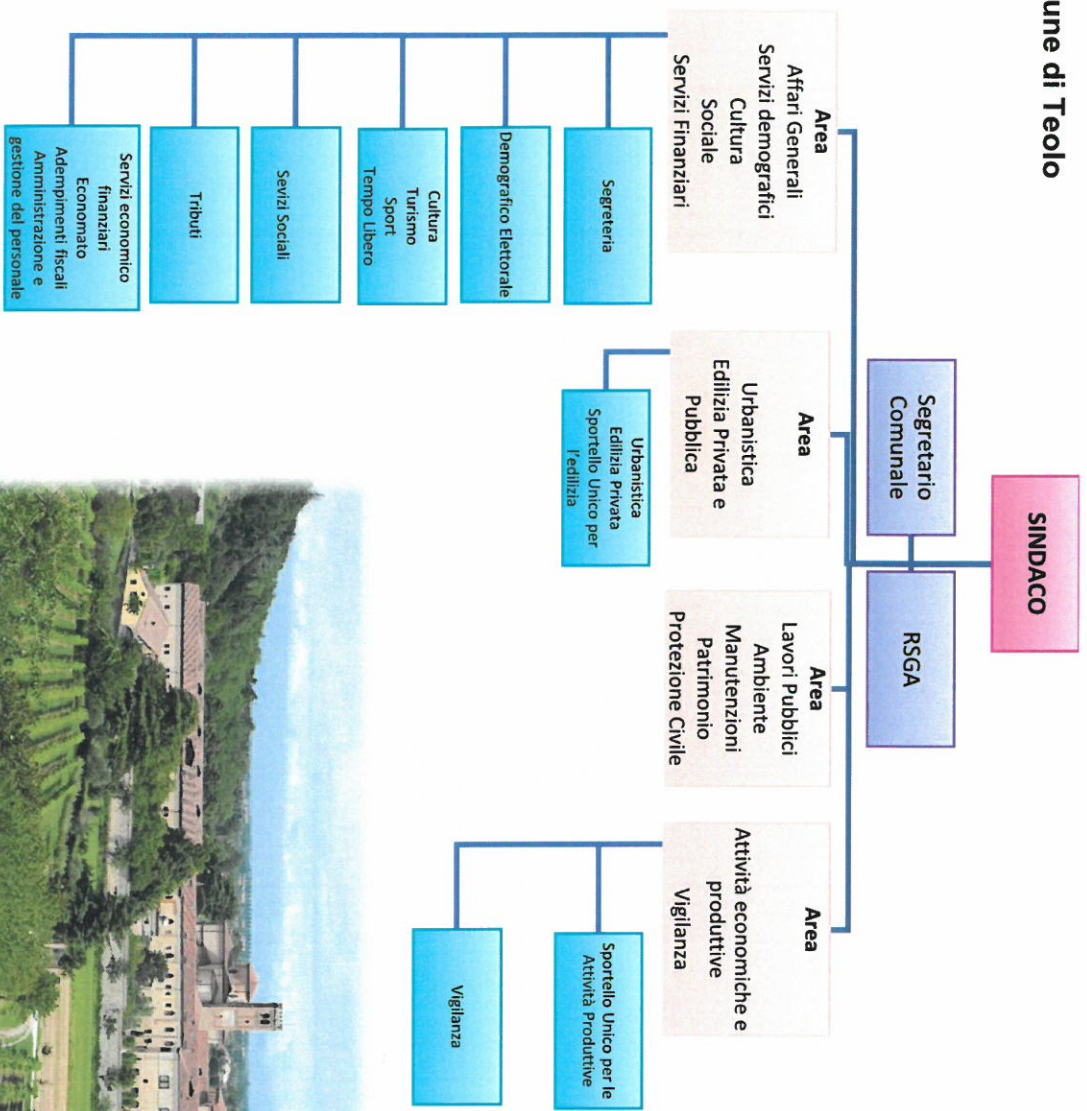 une di Teolo
SINDACO
Segretario
Comunale
RSGA
Area
Affari Generali
Servizi demografici
Cultura
Sociale
Servizi Finanziari
Segreteria
Demografico Elettorale
Cultura
Turismo
Sport
Tempo Libero
Sevizi Sociali
Tributi
Servizi economico
finanziari
Economato
Adempimenti fiscali
Amministrazione e
gestione del personale
Area
Urbanistica
Edilizia Privata e
Pubblica
Urbanistica
Edilizia Privata
Sportello Unico per
l'edilizia
Area
Lavori Pubblici
Ambiente
Manutenzioni
Patrimonio
Protezione Civile
Area
Attività economiche e
produttive
Vigilanza
Sportello Unico per le
Attività Produttive
Vigilanza